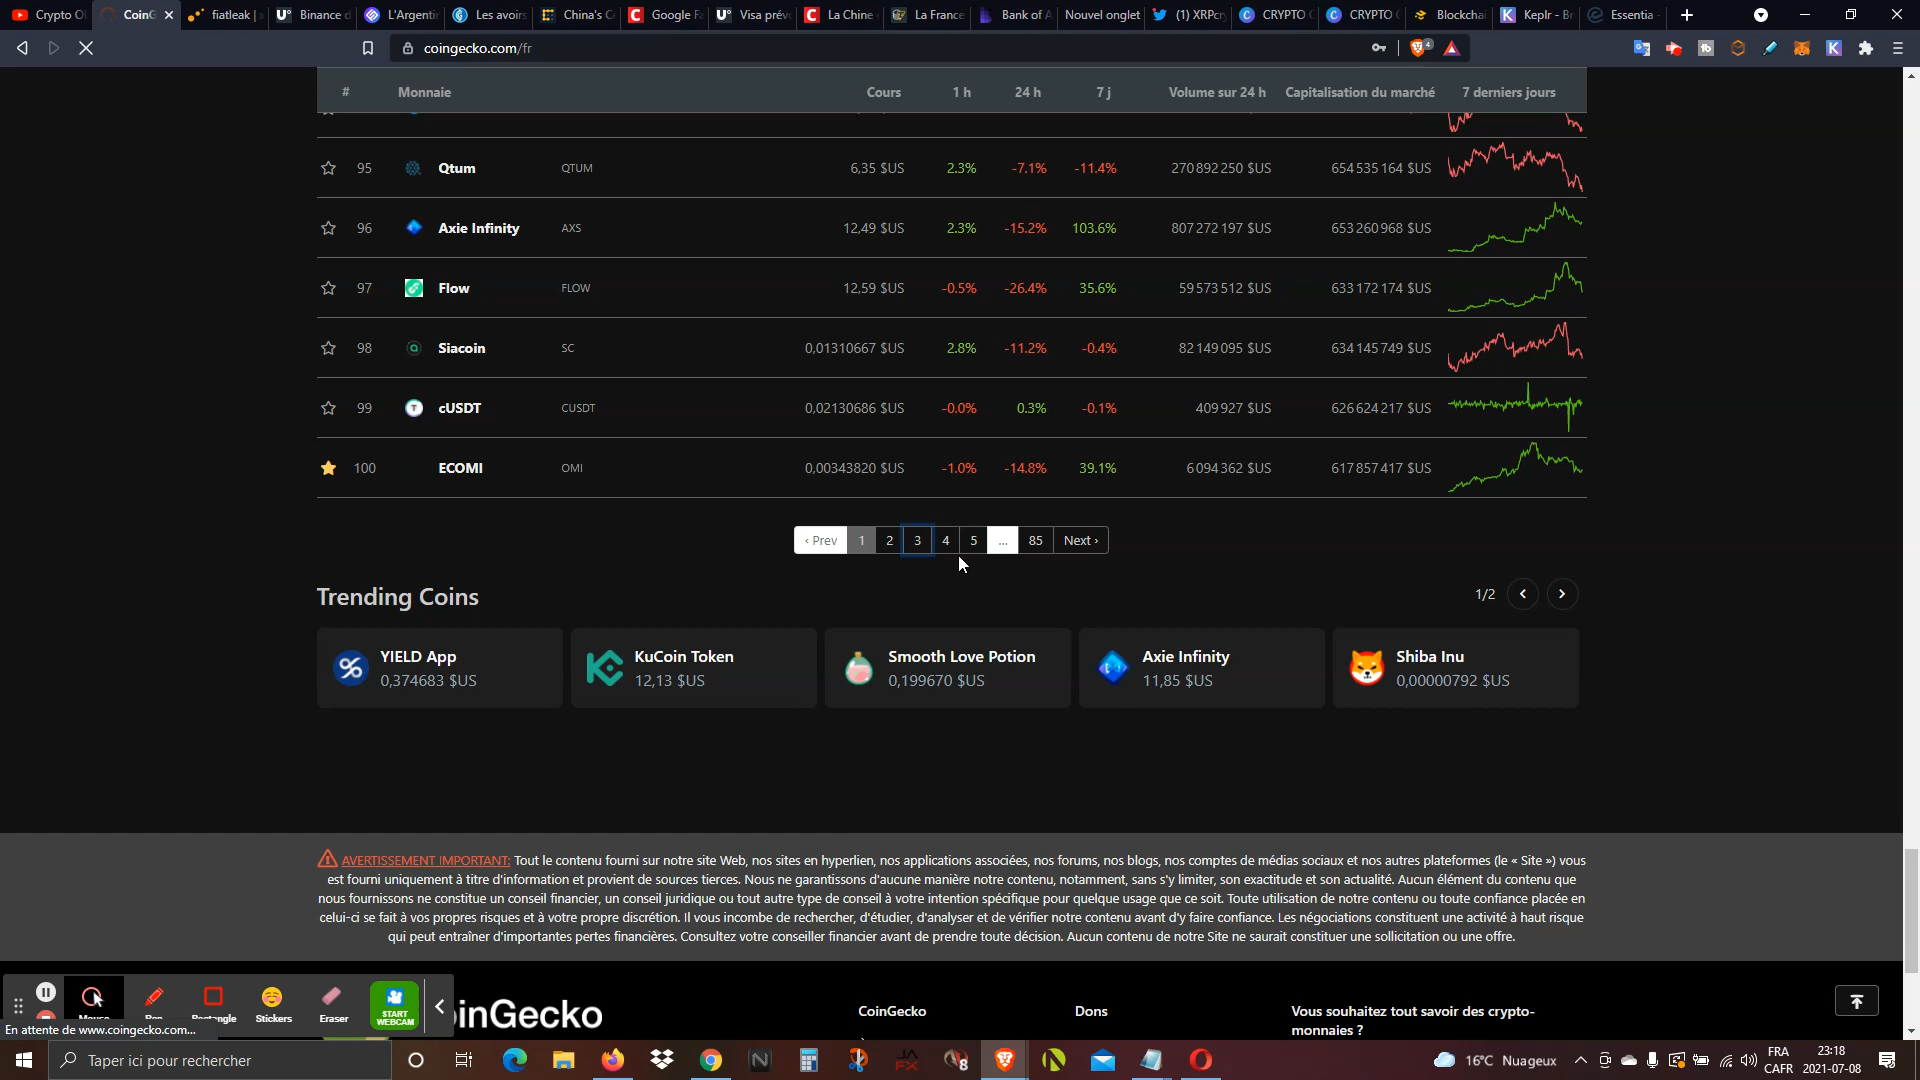 Crypto O
CoinG
fiatleak |
Binance d
L'Argenti
Les avoirs
China's C
Google Fa
Visa prév
La Chine
La France
Bank of A
Nouvel onglet
(1) XRPcry
CRYPTO
CRYPTO
Blockchai
Keplr - Br
Essentia -
coingecko.com/fr
# Monnaie Cours 1 h 24 h 7 j Volume sur 24 h Capitalisation du marché 7 derniers jours
95 Qtum QTUM 6,35 $US 2.3% -7.1% -11.4% 270 892 250 $US 654 535 164 $US
96 Axie Infinity AXS 12,49 $US 2.3% -15.2% 103.6% 807 272 197 $US 653 260 968 $US
97 Flow FLOW 12,59 $US -0.5% -26.4% 35.6% 59 573 512 $US 633 172 174 $US
98 Siacoin SC 0,01310667 $US 2.8% -11.2% -0.4% 82 149 095 $US 634 145 749 $US
99 cUSDT CUSDT 0,02130686 $US -0.0% 0.3% -0.1% 409 927 $US 626 624 217 $US
100 ECOMI OMI 0,00343820 $US -1.0% -14.8% 39.1% 6 094 362 $US 617 857 417 $US
‹ Prev 1 2 3 4 5 … 85 Next ›
Trending Coins
1/2
YIELD App
0,374683 $US
KuCoin Token
12,13 $US
Smooth Love Potion
0,199670 $US
Axie Infinity
11,85 $US
Shiba Inu
0,00000792 $US
AVERTISSEMENT IMPORTANT: Tout le contenu fourni sur notre site Web, nos sites en hyperlien, nos applications associées, nos forums, nos blogs, nos comptes de médias sociaux et nos autres plateformes (le « Site ») vous
est fourni uniquement à titre d'information et provient de sources tierces. Nous ne garantissons d'aucune manière notre contenu, notamment, sans s'y limiter, son exactitude et son actualité. Aucun élément du contenu que
nous fournissons ne constitue un conseil financier, un conseil juridique ou tout autre type de conseil à votre intention spécifique pour quelque usage que ce soit. Toute utilisation de notre contenu ou toute confiance placée en
celui-ci se fait à vos propres risques et à votre propre discrétion. Il vous incombe de rechercher, d'étudier, d'analyser et de vérifier notre contenu avant d'y faire confiance. Les négociations constituent une activité à haut risque
qui peut entraîner d'importantes pertes financières. Consultez votre conseiller financier avant de prendre toute décision. Aucun contenu de notre Site ne saurait constituer une sollicitation ou une offre.
inGecko
CoinGecko
Dons
Vous souhaitez tout savoir des crypto-
monnaies ?
Mouse
Pen
Rectangle
Stickers
Eraser
START
WEBCAM
En attente de www.coingecko.com...
Taper ici pour rechercher
16°C Nuageux
FRA
CAFR
23:18
2021-07-08